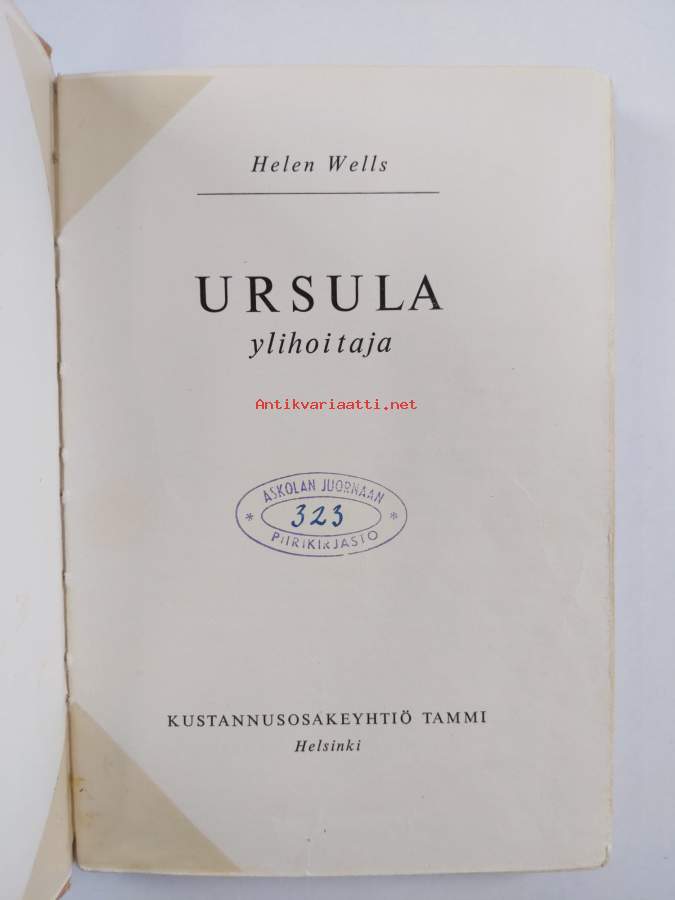 Helen Wells
URSULA
ylihoitaja
Antikvariaatti.net
ASKOLAN JUORNAAN
* 323 *
PIIRIKIRJASTO
KUSTANNUSOSAKEYHTIÖ TAMMI
Helsinki